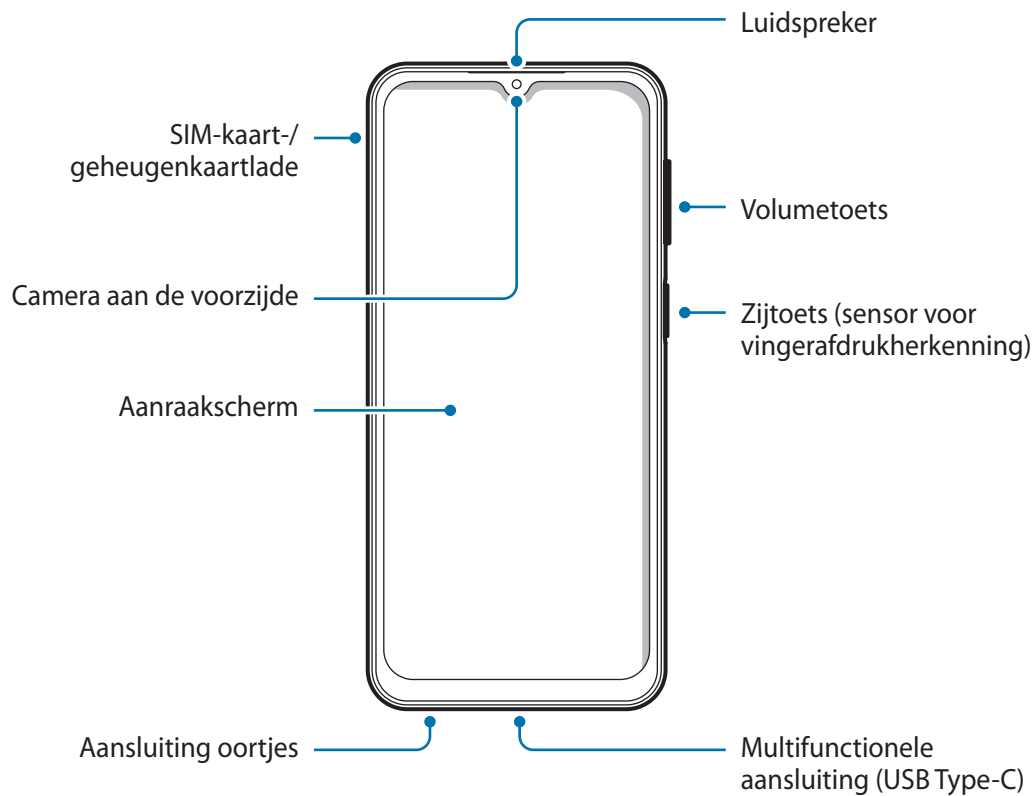 Luidspreker
SIM-kaart-/
geheugenkaartlade
Volumetoets
Camera aan de voorzijde
Zijtoets (sensor voor
vingerafdrukherkenning)
Aanraakscherm
Aansluiting oortjes
Multifunctionele
aansluiting (USB Type-C)